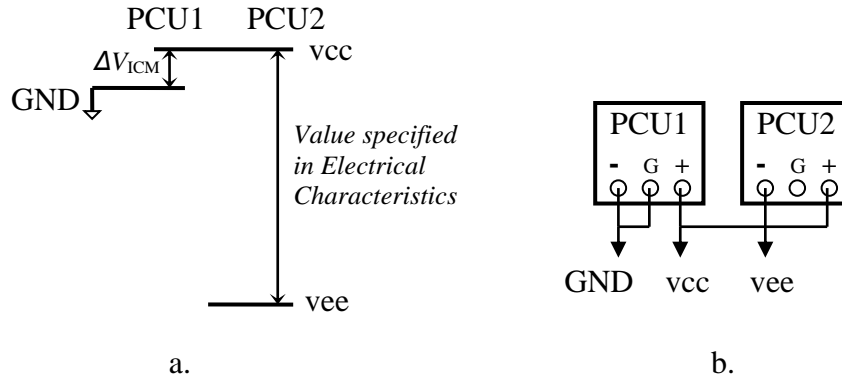 PCU1 PCU2
vcc
ΔVICM
GND
Value specified
in Electrical
Characteristics
vee
a.
PCU1 PCU2
- G + - G +
GND vcc vee
b.